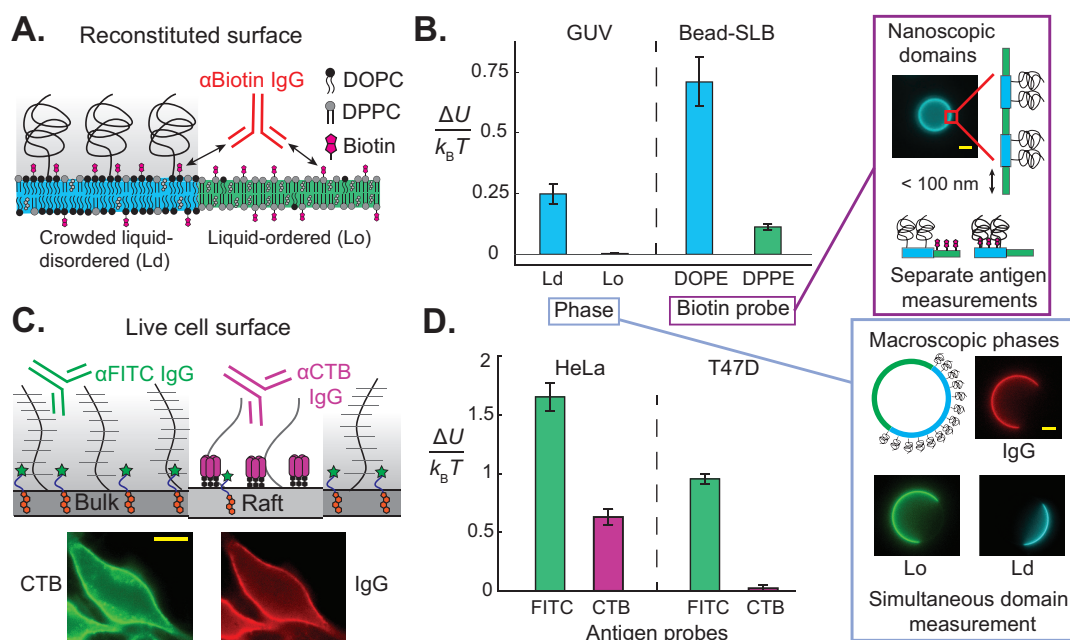 A.
Reconstituted surface
αBiotin IgG
DOPC
DPPC
Biotin
Crowded liquid-
disordered (Ld)
Liquid-ordered (Lo)
B.
GUV
Bead-SLB
ΔU
k_BT
0.75
0.5
0.25
0
Ld
Lo
DOPE
DPPE
Phase
Biotin probe
Nanoscopic
domains
< 100 nm
Separate antigen
measurements
C.
Live cell surface
αFITC IgG
αCTB
IgG
Bulk
Raft
CTB
IgG
D.
HeLa
T47D
ΔU
k_BT
2
1.5
1
0.5
0
FITC
CTB
FITC
CTB
Antigen probes
Macroscopic phases
IgG
Lo
Ld
Simultaneous domain
measurement